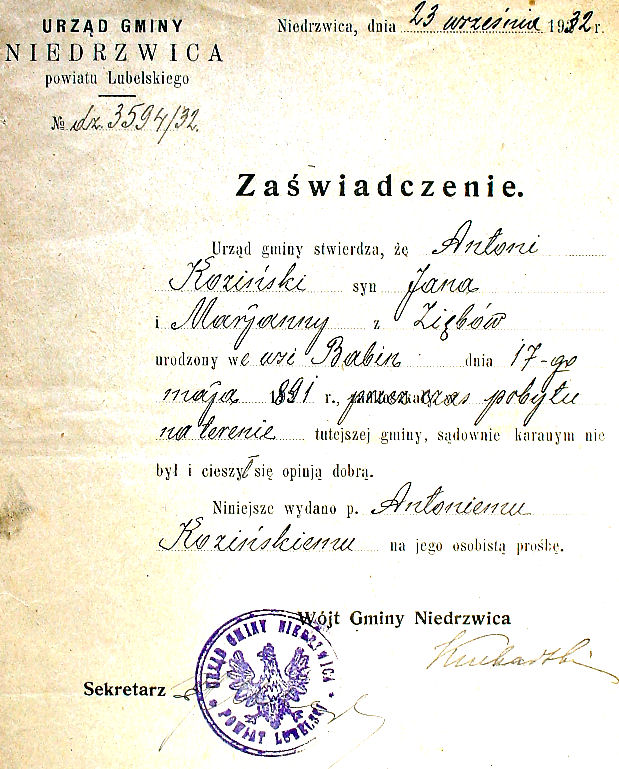 URZĄD GMINY
NIEDRZWICA
powiatu Lubelskiego
№ dz. 3594/32.
Niedrzwica, dnia 23 września 1932 r.
Zaświadczenie.
Urząd gminy stwierdza, że Antoni
Koziński syn Jana
i Marjanny z Ziębów
urodzony we wsi Babin dnia 17-go
maja 1891 r., przez czas pobytu
na terenie tutejszej gminy, sądownie karanym nie
był i cieszył się opinją dobrą.
Niniejsze wydano p. Antoniemu
Kozińskiemu na jego osobistą prośbę.
Wójt Gminy Niedrzwica
Sekretarz
URZĄD GMINY NIEDRZWICA
POWIAT LUBELSKI